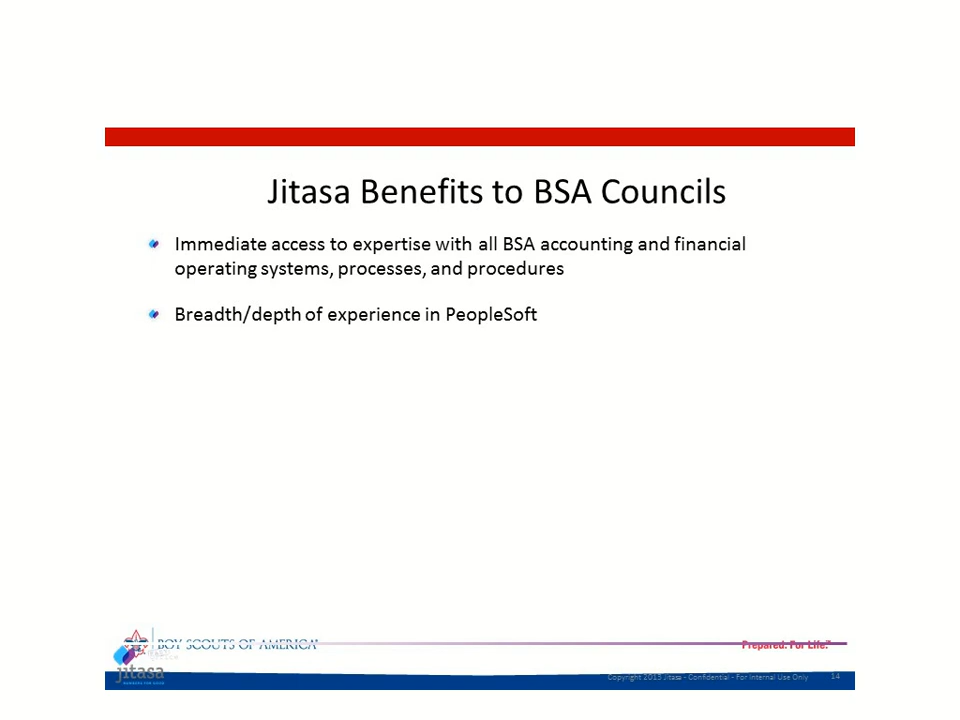 Jitasa Benefits to BSA Councils
Immediate access to expertise with all BSA accounting and financial
operating systems, processes, and procedures
Breadth/depth of experience in PeopleSoft
BOY SCOUTS OF AMERICA®
Prepared. For Life.™
jitasa
Copyright 2013 Jitasa - Confidential - For Internal Use Only 14